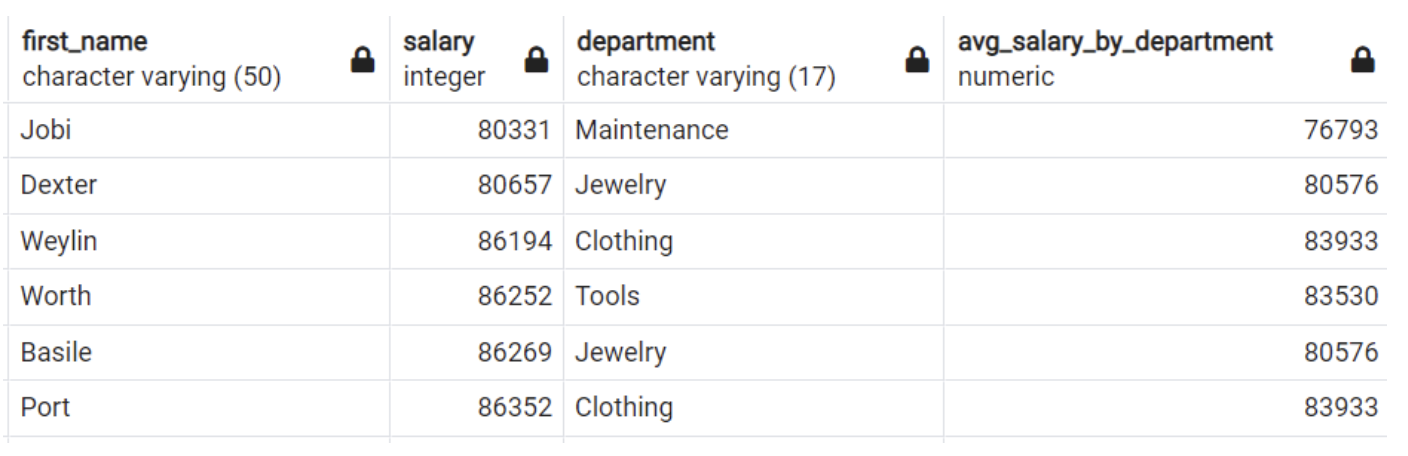 first_name salary department avg_salary_by_department
character varying (50) integer character varying (17) numeric
Jobi 80331 Maintenance 76793
Dexter 80657 Jewelry 80576
Weylin 86194 Clothing 83933
Worth 86252 Tools 83530
Basile 86269 Jewelry 80576
Port 86352 Clothing 83933